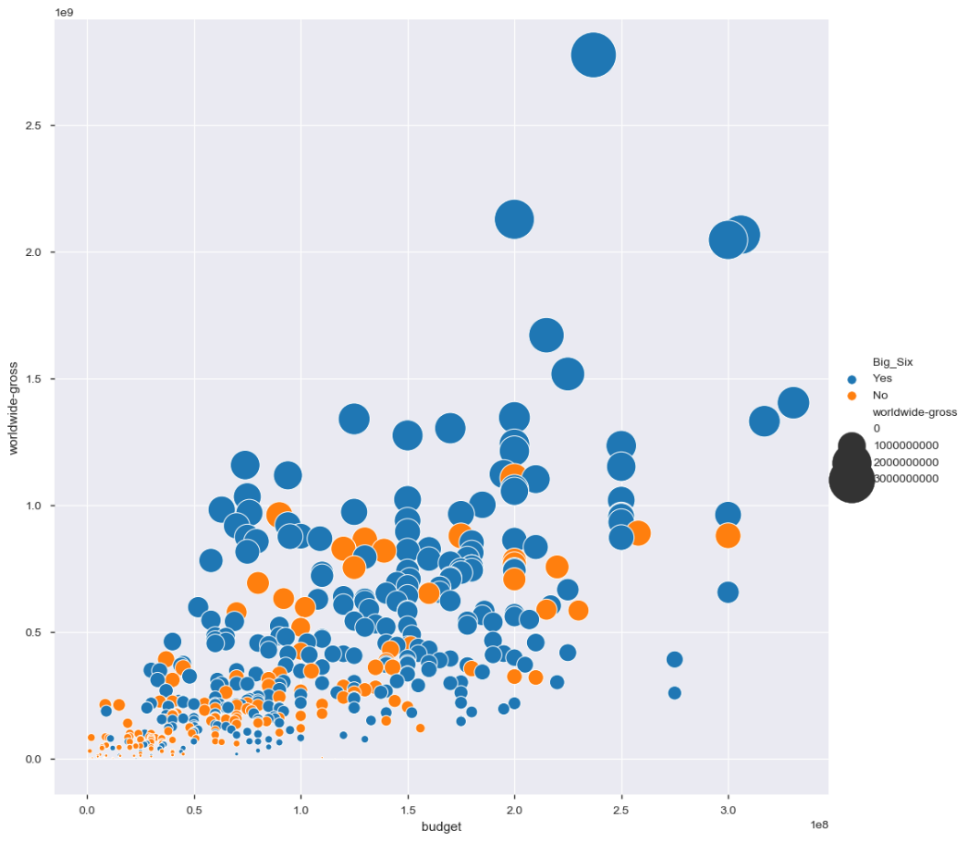 1e9
2.5
2.0
1.5
1.0
0.5
0.0
worldwide-gross
0.0 0.5 1.0 1.5 2.0 2.5 3.0
1e8
budget
Big_Six
Yes
No
worldwide-gross
0
1000000000
2000000000
3000000000